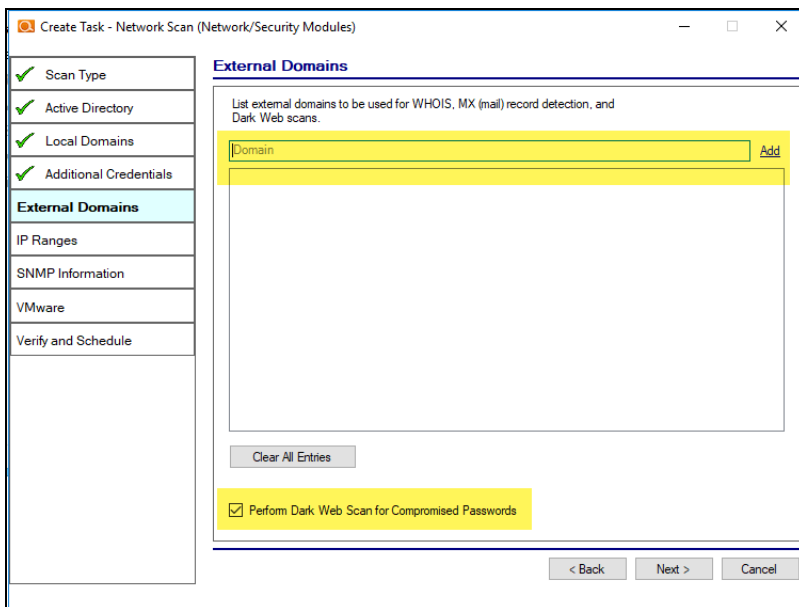 Create Task - Network Scan (Network/Security Modules)
Scan Type
Active Directory
Local Domains
Additional Credentials
External Domains
IP Ranges
SNMP Information
VMware
Verify and Schedule
External Domains
List external domains to be used for WHOIS, MX (mail) record detection, and
Dark Web scans.
Domain
Add
Clear All Entries
Perform Dark Web Scan for Compromised Passwords
< Back
Next >
Cancel